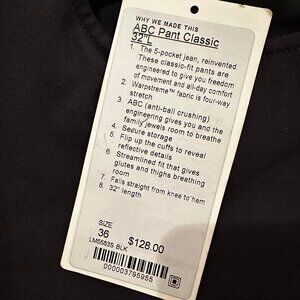 WHY WE MADE THIS
ABC Pant Classic
32"L
1. The 5-pocket jean, reinvented
These classic-fit pants are
engineered to give you freedom
of movement and all-day comfort
2. Warpstreme™ fabric is four-way
stretch
3. ABC (anti-ball crushing)
engineering gives you and the
family jewels room to breathe
4. Secure storage
5. Flip up the cuffs to reveal
reflective details
6. Streamlined fit that gives
glutes and thighs breathing
room
7. Falls straight from knee to hem
8. 32" length
SIZE
36
$128.00
LM5583S BLK
000003795955